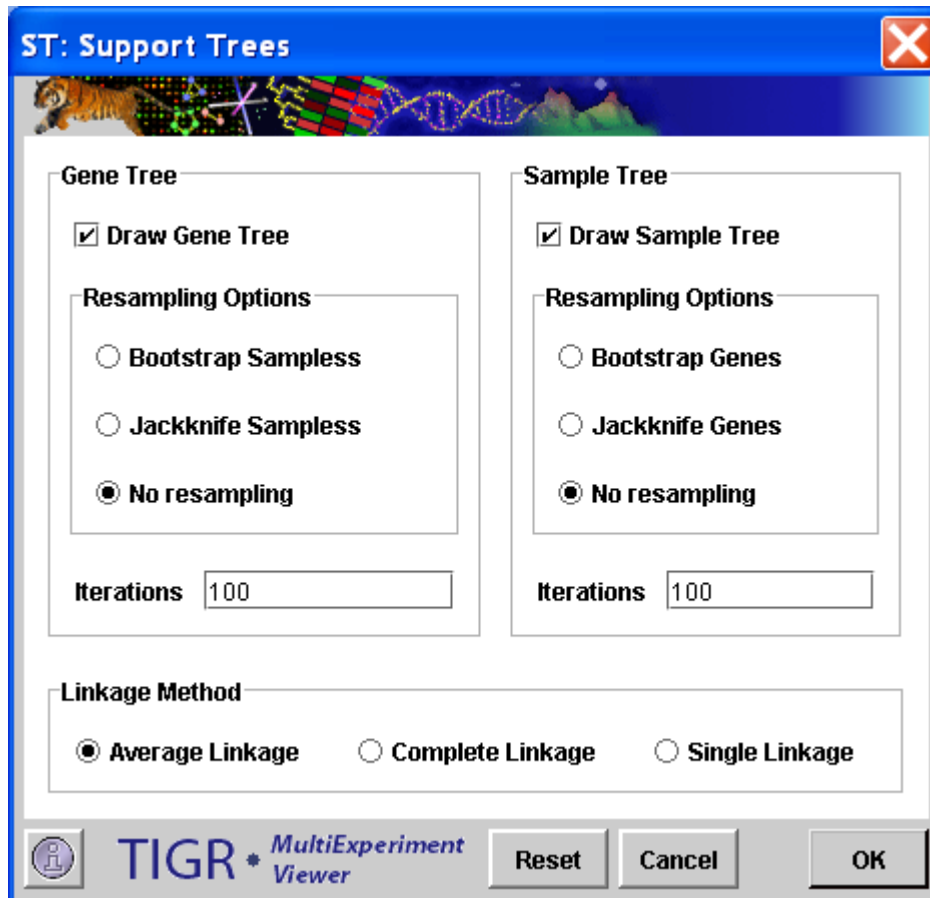 ST: Support Trees
Gene Tree
Draw Gene Tree
Resampling Options
Bootstrap Sampless
Jackknife Sampless
No resampling
Iterations 100
Sample Tree
Draw Sample Tree
Resampling Options
Bootstrap Genes
Jackknife Genes
No resampling
Iterations 100
Linkage Method
Average Linkage Complete Linkage Single Linkage
TIGR • MultiExperiment
Viewer
Reset Cancel OK